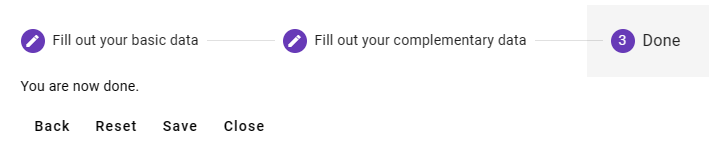 Fill out your basic data Fill out your complementary data 3 Done
You are now done.
Back Reset Save Close